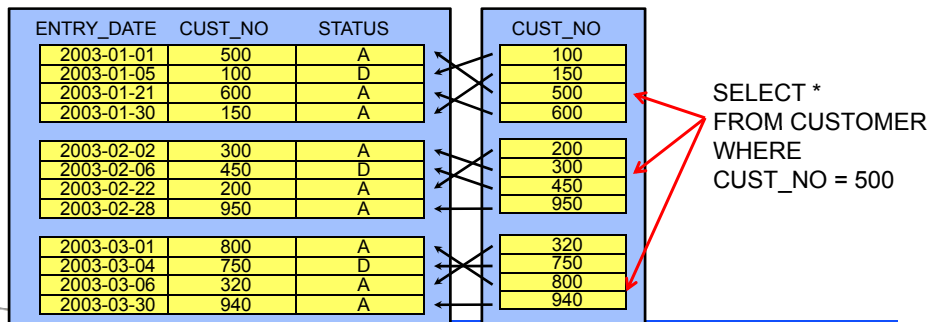 ENTRY_DATE CUST_NO STATUS
2003-01-01 500 A
2003-01-05 100 D
2003-01-21 600 A
2003-01-30 150 A
2003-02-02 300 A
2003-02-06 450 D
2003-02-22 200 A
2003-02-28 950 A
2003-03-01 800 A
2003-03-04 750 D
2003-03-06 320 A
2003-03-30 940 A
CUST_NO
100
150
500
600
200
300
450
950
320
750
800
940
SELECT *
FROM CUSTOMER
WHERE
CUST_NO = 500